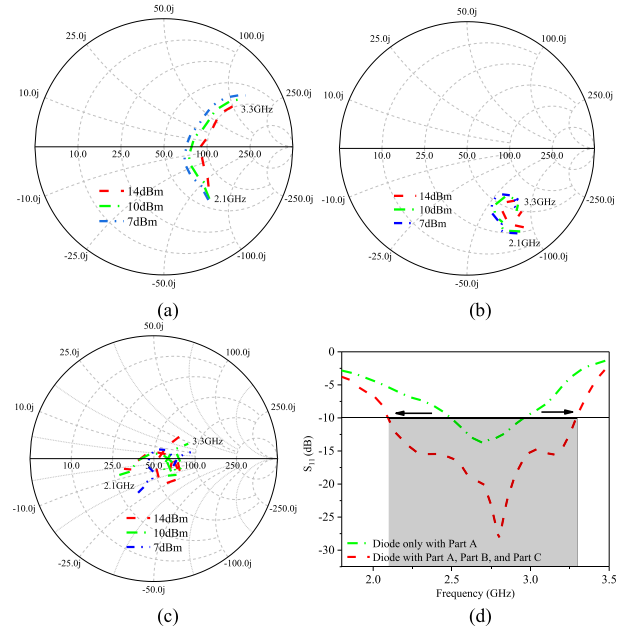 50.0j
25.0j
100.0j
10.0j
250.0j
3.3GHz
10.0
25.0
50.0
100.0
250.0
14dBm
10dBm
7dBm
2.1GHz
-10.0j
-250.0j
-25.0j
-100.0j
-50.0j
(a)
50.0j
25.0j
100.0j
10.0j
250.0j
10.0
25.0
50.0
100.0
250.0
14dBm
10dBm
7dBm
3.3GHz
2.1GHz
-10.0j
-250.0j
-25.0j
-100.0j
-50.0j
(b)
50.0j
25.0j
100.0j
10.0j
250.0j
3.3GHz
10.0
25.0
50.0
100.0
250.0
2.1GHz
14dBm
10dBm
7dBm
-10.0j
-250.0j
-25.0j
-100.0j
-50.0j
(c)
0
-5
-10
-15
-20
-25
-30
S11 (dB)
Diode only with Part A
Diode with Part A, Part B, and Part C
2.0
2.5
3.0
3.5
Frequency (GHz)
(d)